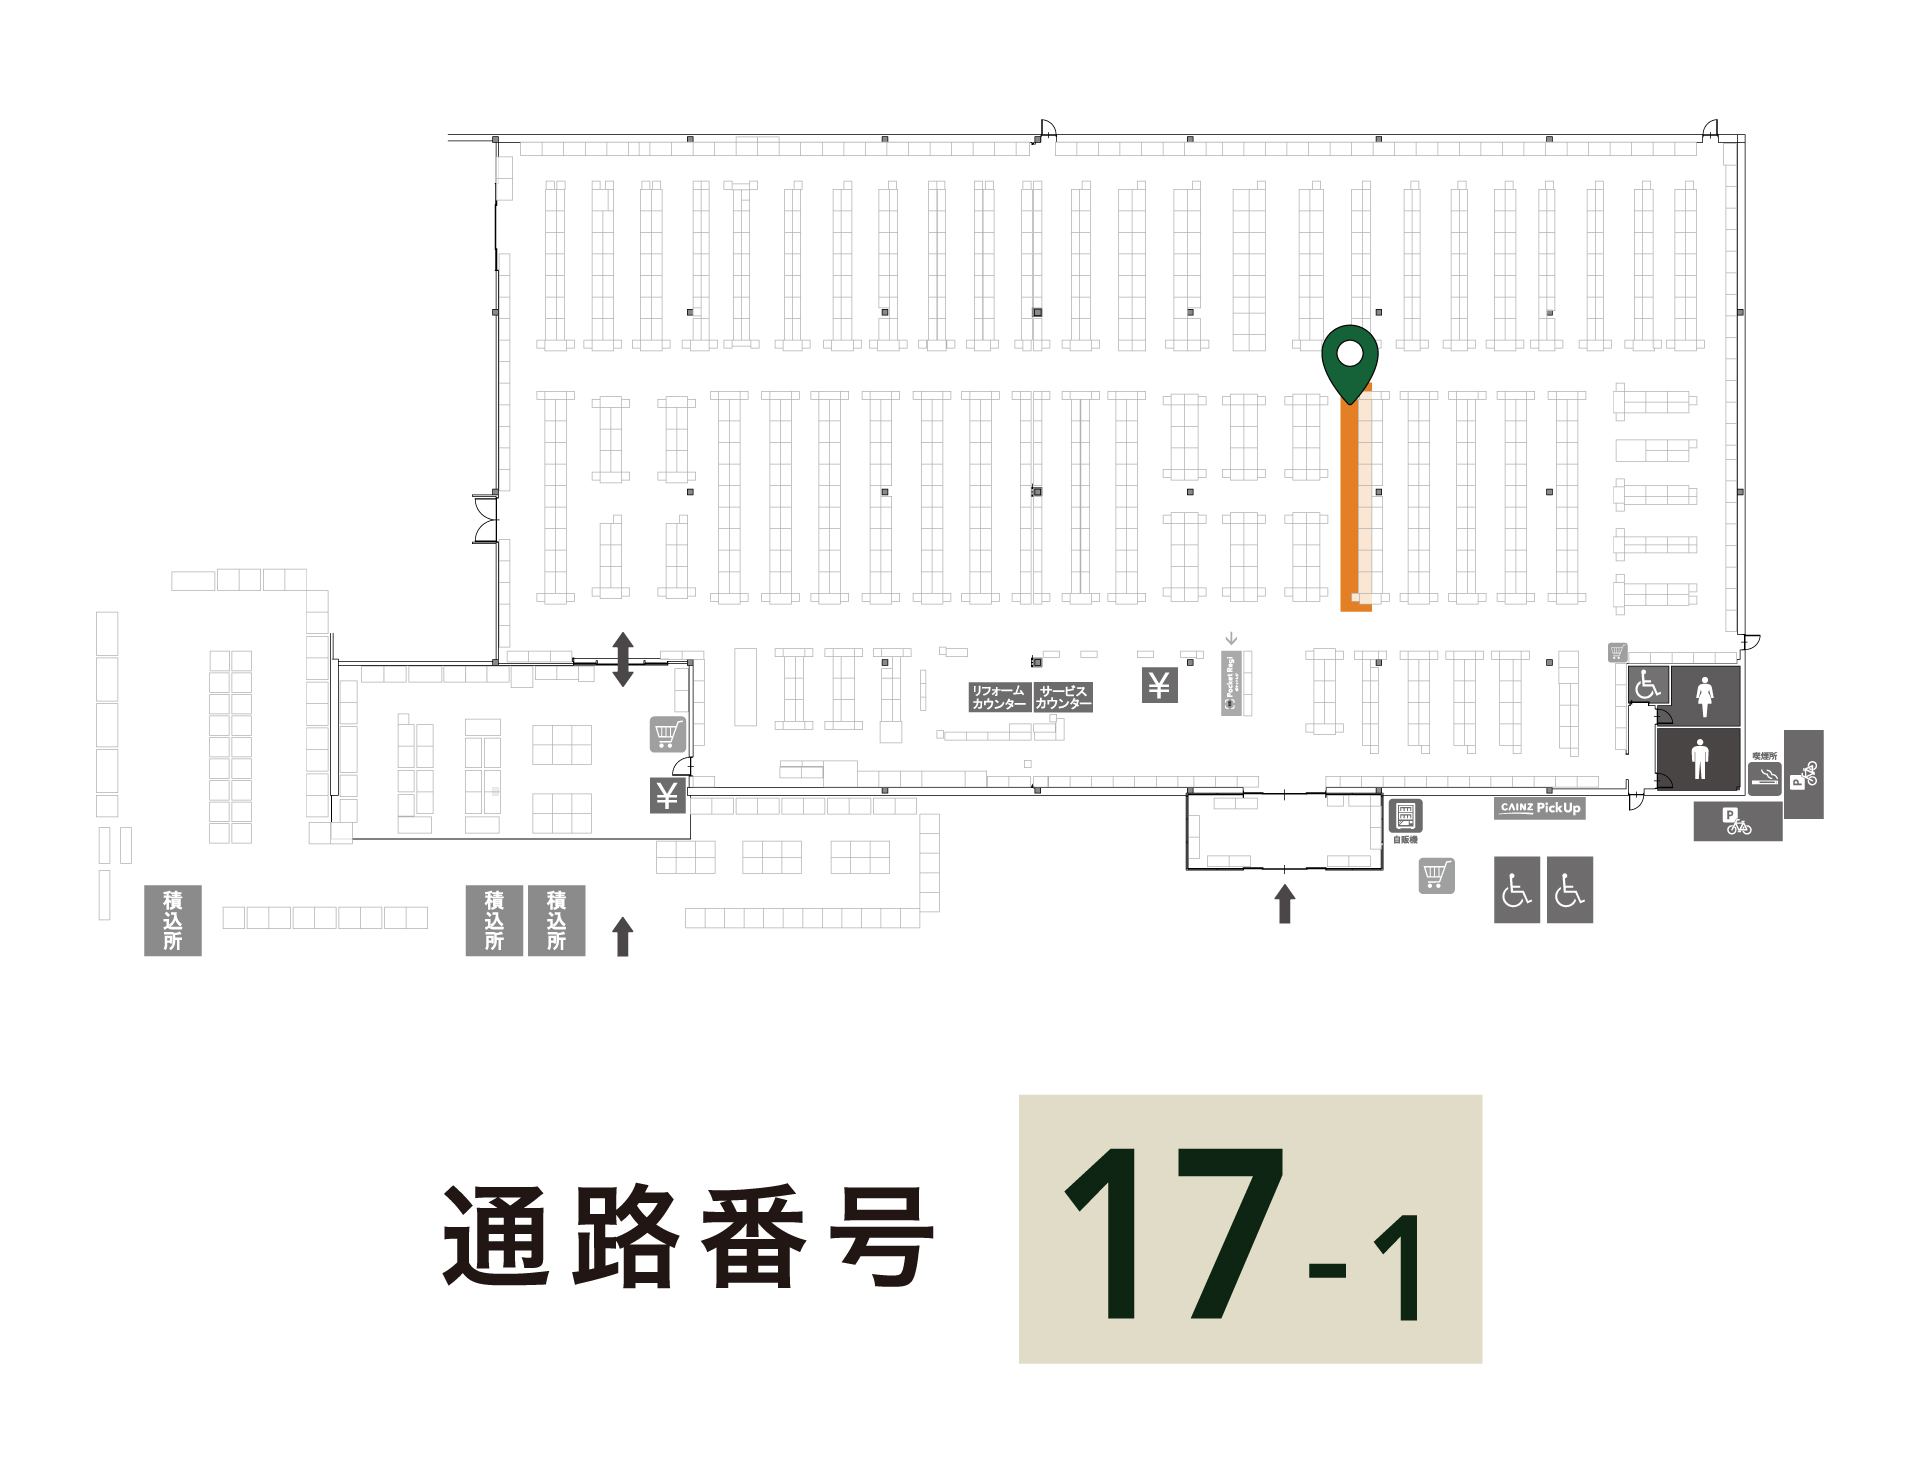 リフォーム
カウンター
サービス
カウンター
¥
Pocket Regi
¥
喫煙所
P
P
CAINZ PickUp
自販機
積込所
積込所
積込所
通路番号
17-1